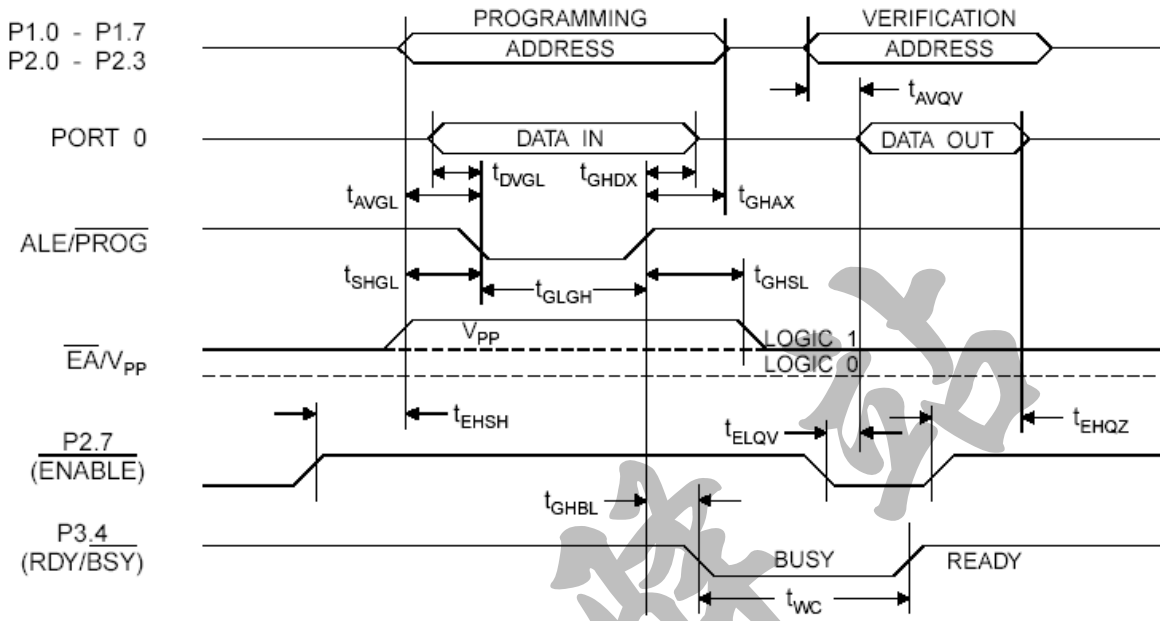 PROGRAMMING VERIFICATION
P1.0 - P1.7
P2.0 - P2.3
ADDRESS ADDRESS
tAVQV
PORT 0 DATA IN DATA OUT
tDVGL tGHDX
tAVGL tGHAX
ALE/PROG
tSHGL tGLGH tGHSL
VPP LOGIC 1
EA/VPP LOGIC 0
tEHSH tELQV tEHQZ
P2.7
(ENABLE)
tGHBL
P3.4
(RDY/BSY) BUSY READY
tWC